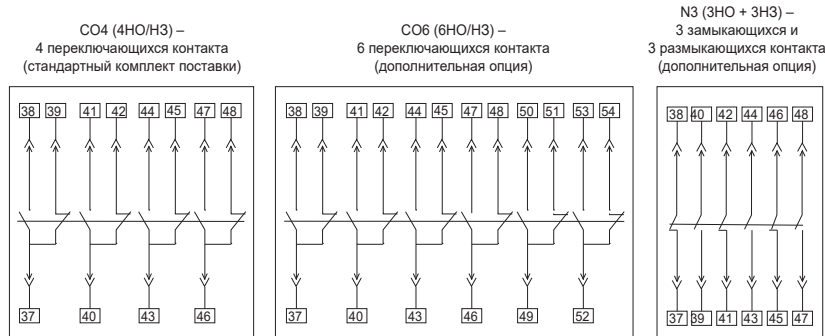 CO4 (4НО/НЗ) –
4 переключающихся контакта
(стандартный комплект поставки)
38 39 41 42 44 45 47 48
37 40 43 46
CO6 (6НО/НЗ) –
6 переключающихся контакта
(дополнительная опция)
38 39 41 42 44 45 47 48 50 51 53 54
37 40 43 46 49 52
N3 (3НО + 3НЗ) –
3 замыкающихся и
3 размыкающихся контакта
(дополнительная опция)
38 40 42 44 46 48
37 39 41 43 45 47